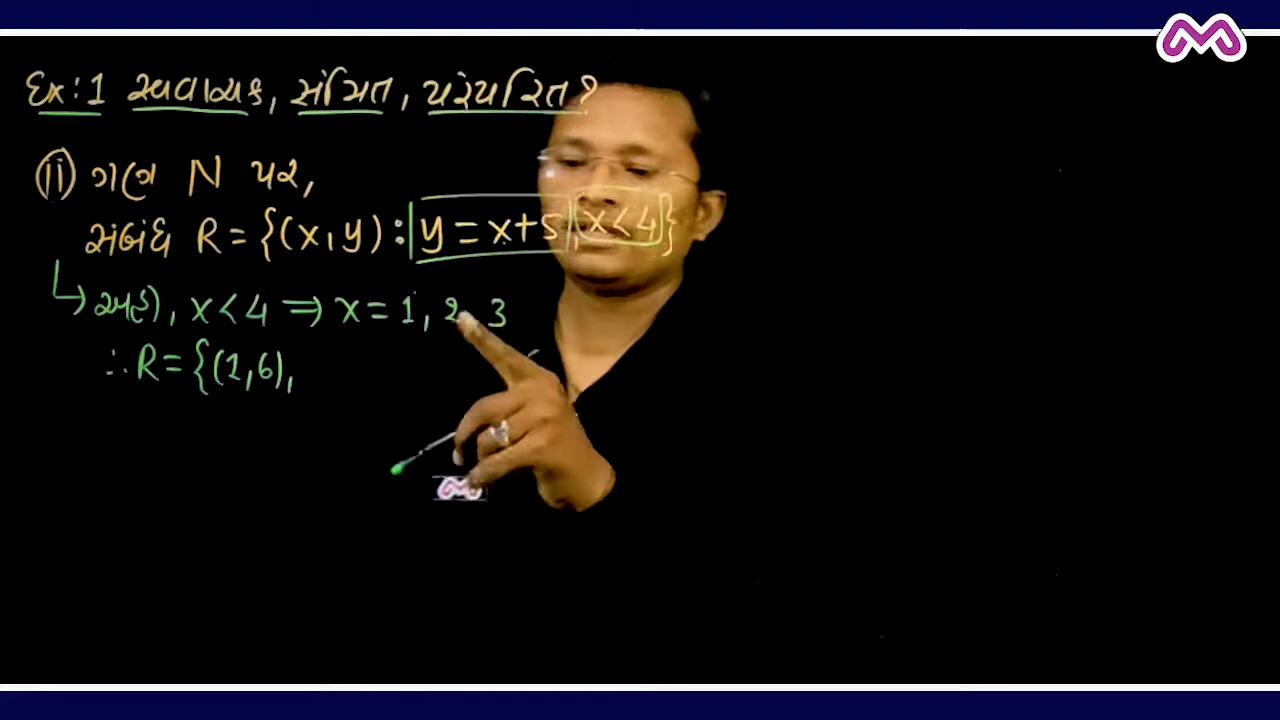 Ex: 1 સ્વવાચક, સંમિત, પરંપરિત ?
(ii) ગણ N પર,
સંબંધ R = {(x, y) : y = x + 5, x < 4}
અહીં, x < 4 ⇒ x = 1, 2, 3
∴ R = {(1, 6),